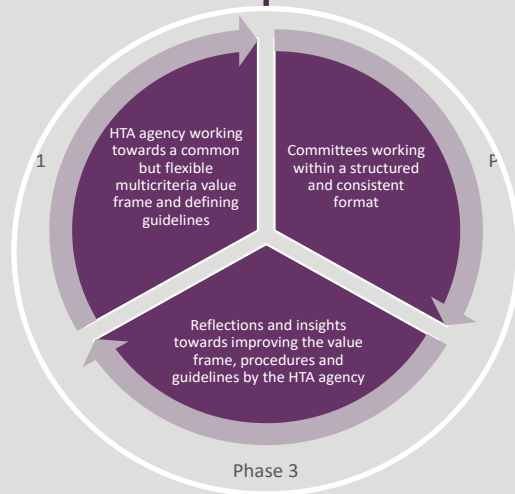 HTA agency working
towards a common
but flexible
multicriteria value
frame and defining
guidelines
Committees working
within a structured
and consistent
format
1
P
Reflections and insights
towards improving the value
frame, procedures and
guidelines by the HTA agency
Phase 3